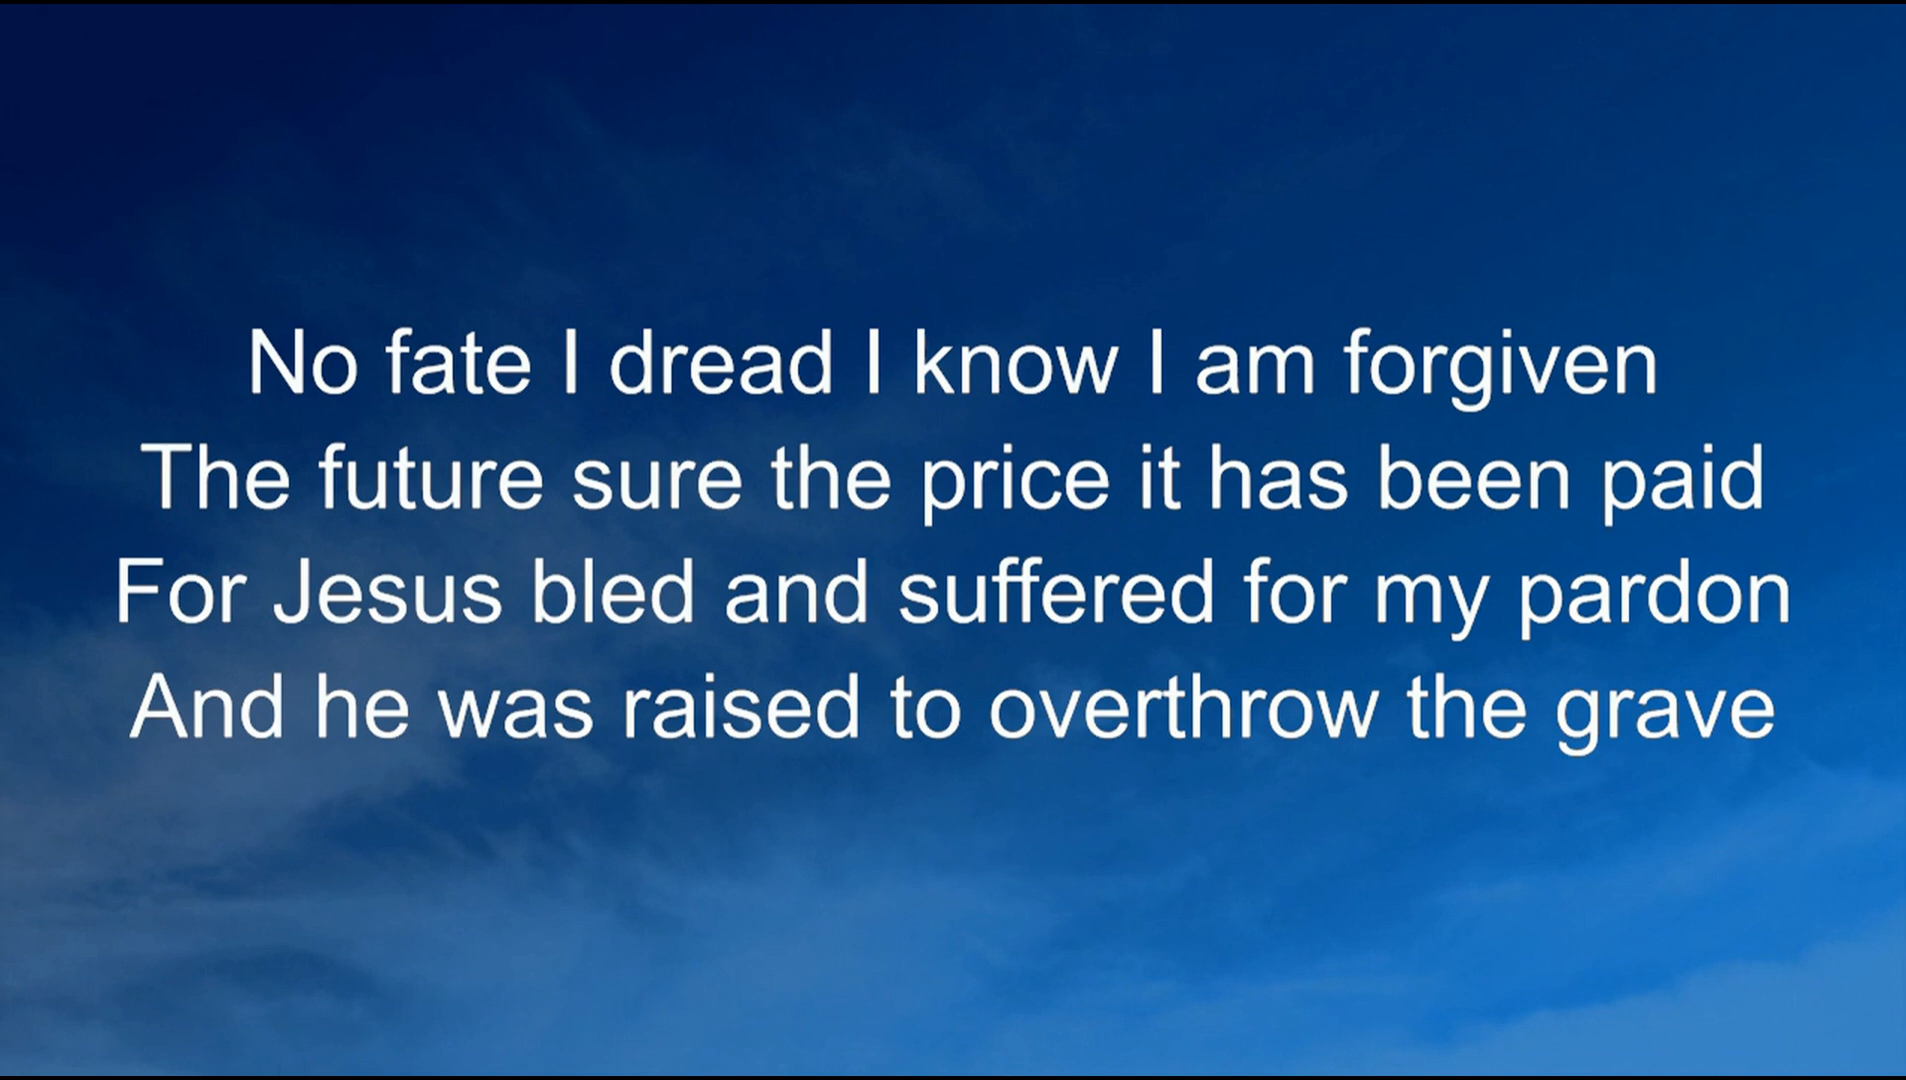 No fate I dread I know I am forgiven
The future sure the price it has been paid
For Jesus bled and suffered for my pardon
And he was raised to overthrow the grave